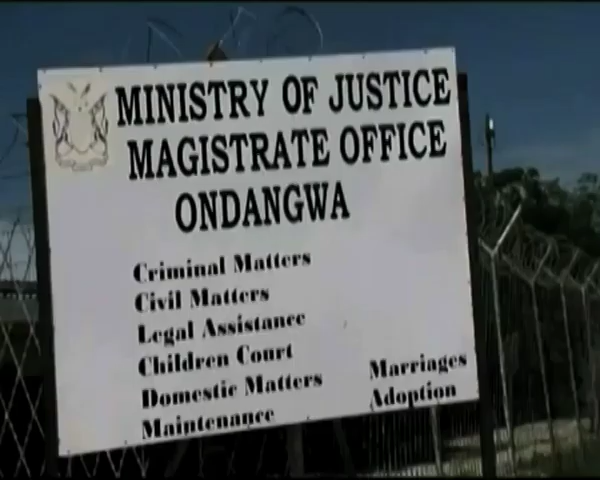 MINISTRY OF JUSTICE
MAGISTRATE OFFICE
ONDANGWA
Criminal Matters
Civil Matters
Legal Assistance
Children Court
Domestic Matters
Maintenance
Marriages
Adoption